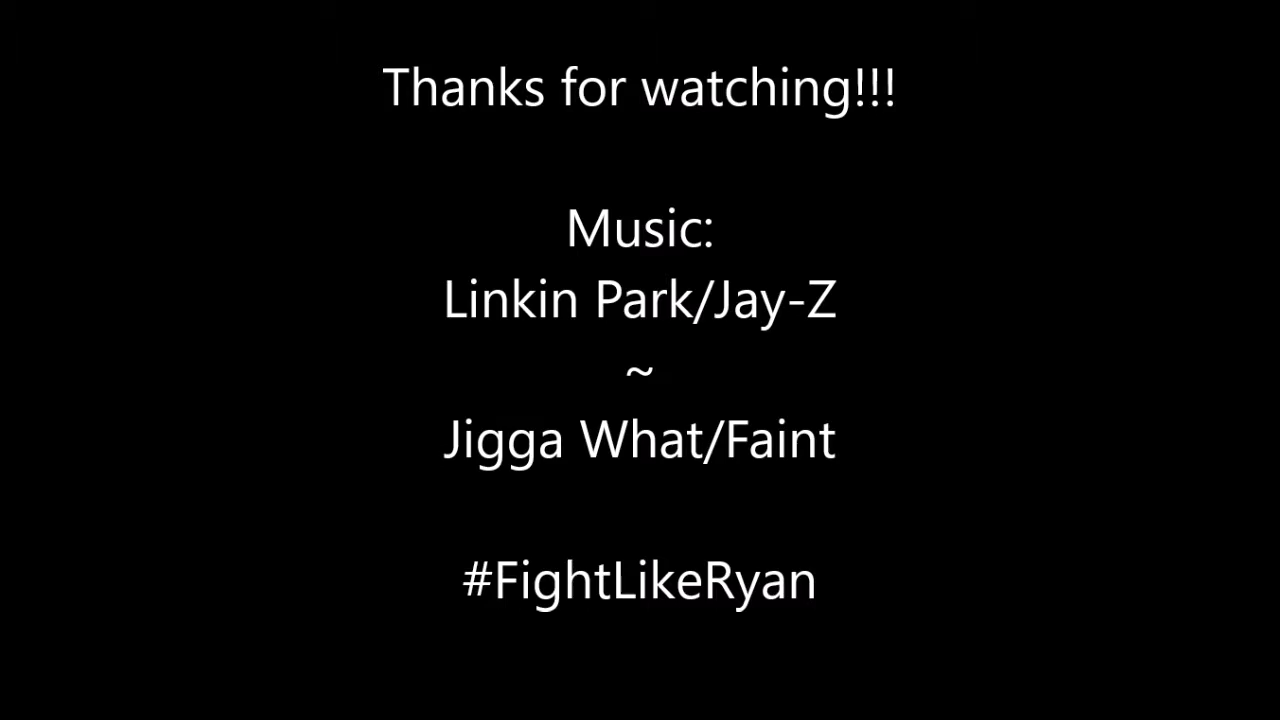 Thanks for watching!!!
Music:
Linkin Park/Jay-Z
~
Jigga What/Faint
#FightLikeRyan